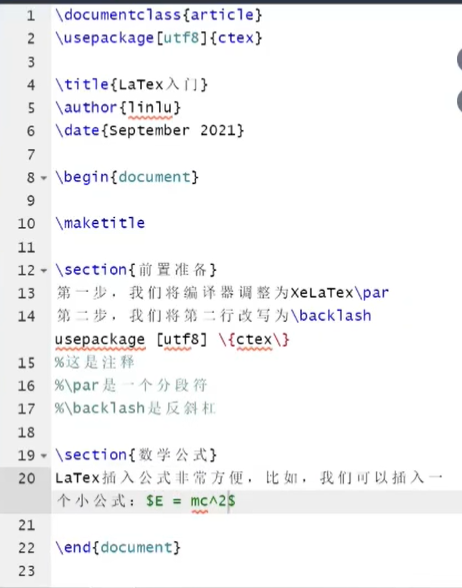 1 \documentclass{article}
2 \usepackage[utf8]{ctex}
3
4 \title{LaTex入门}
5 \author{linlu}
6 \date{September 2021}
7
8 \begin{document}
9
10 \maketitle
11
12 \section{前置准备}
13 第一步，我们将编译器调整为XeLaTex\par
14 第二步，我们将第二行改写为\backlash
usepackage [utf8] \{ctex\}
15 %这是注释
16 %\par是一个分段符
17 %\backlash是反斜杠
18
19 \section{数学公式}
20 LaTex插入公式非常方便，比如，我们可以插入一
个小公式：$E = mc^2$
21
22 \end{document}
23